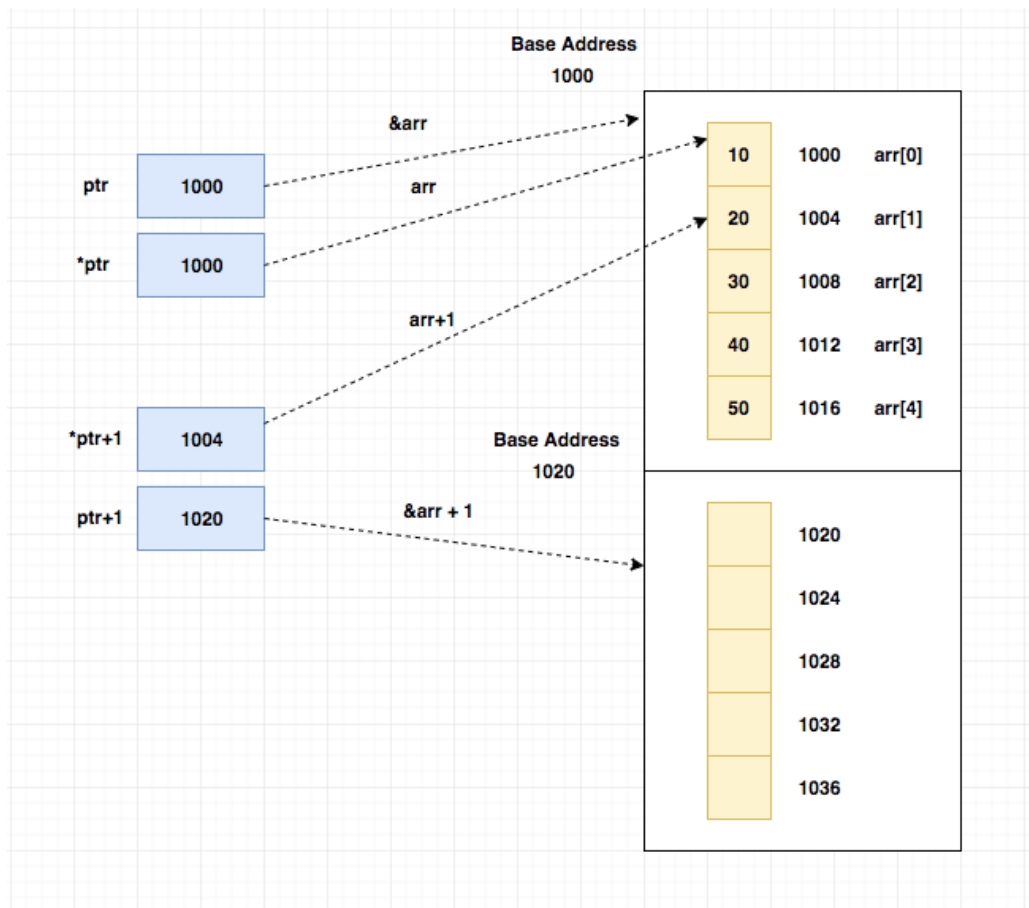 Base Address
1000
&arr
ptr 1000
arr
*ptr 1000
10 1000 arr[0]
20 1004 arr[1]
30 1008 arr[2]
arr+1
40 1012 arr[3]
50 1016 arr[4]
*ptr+1 1004
Base Address
1020
ptr+1 1020
&arr + 1
1020
1024
1028
1032
1036